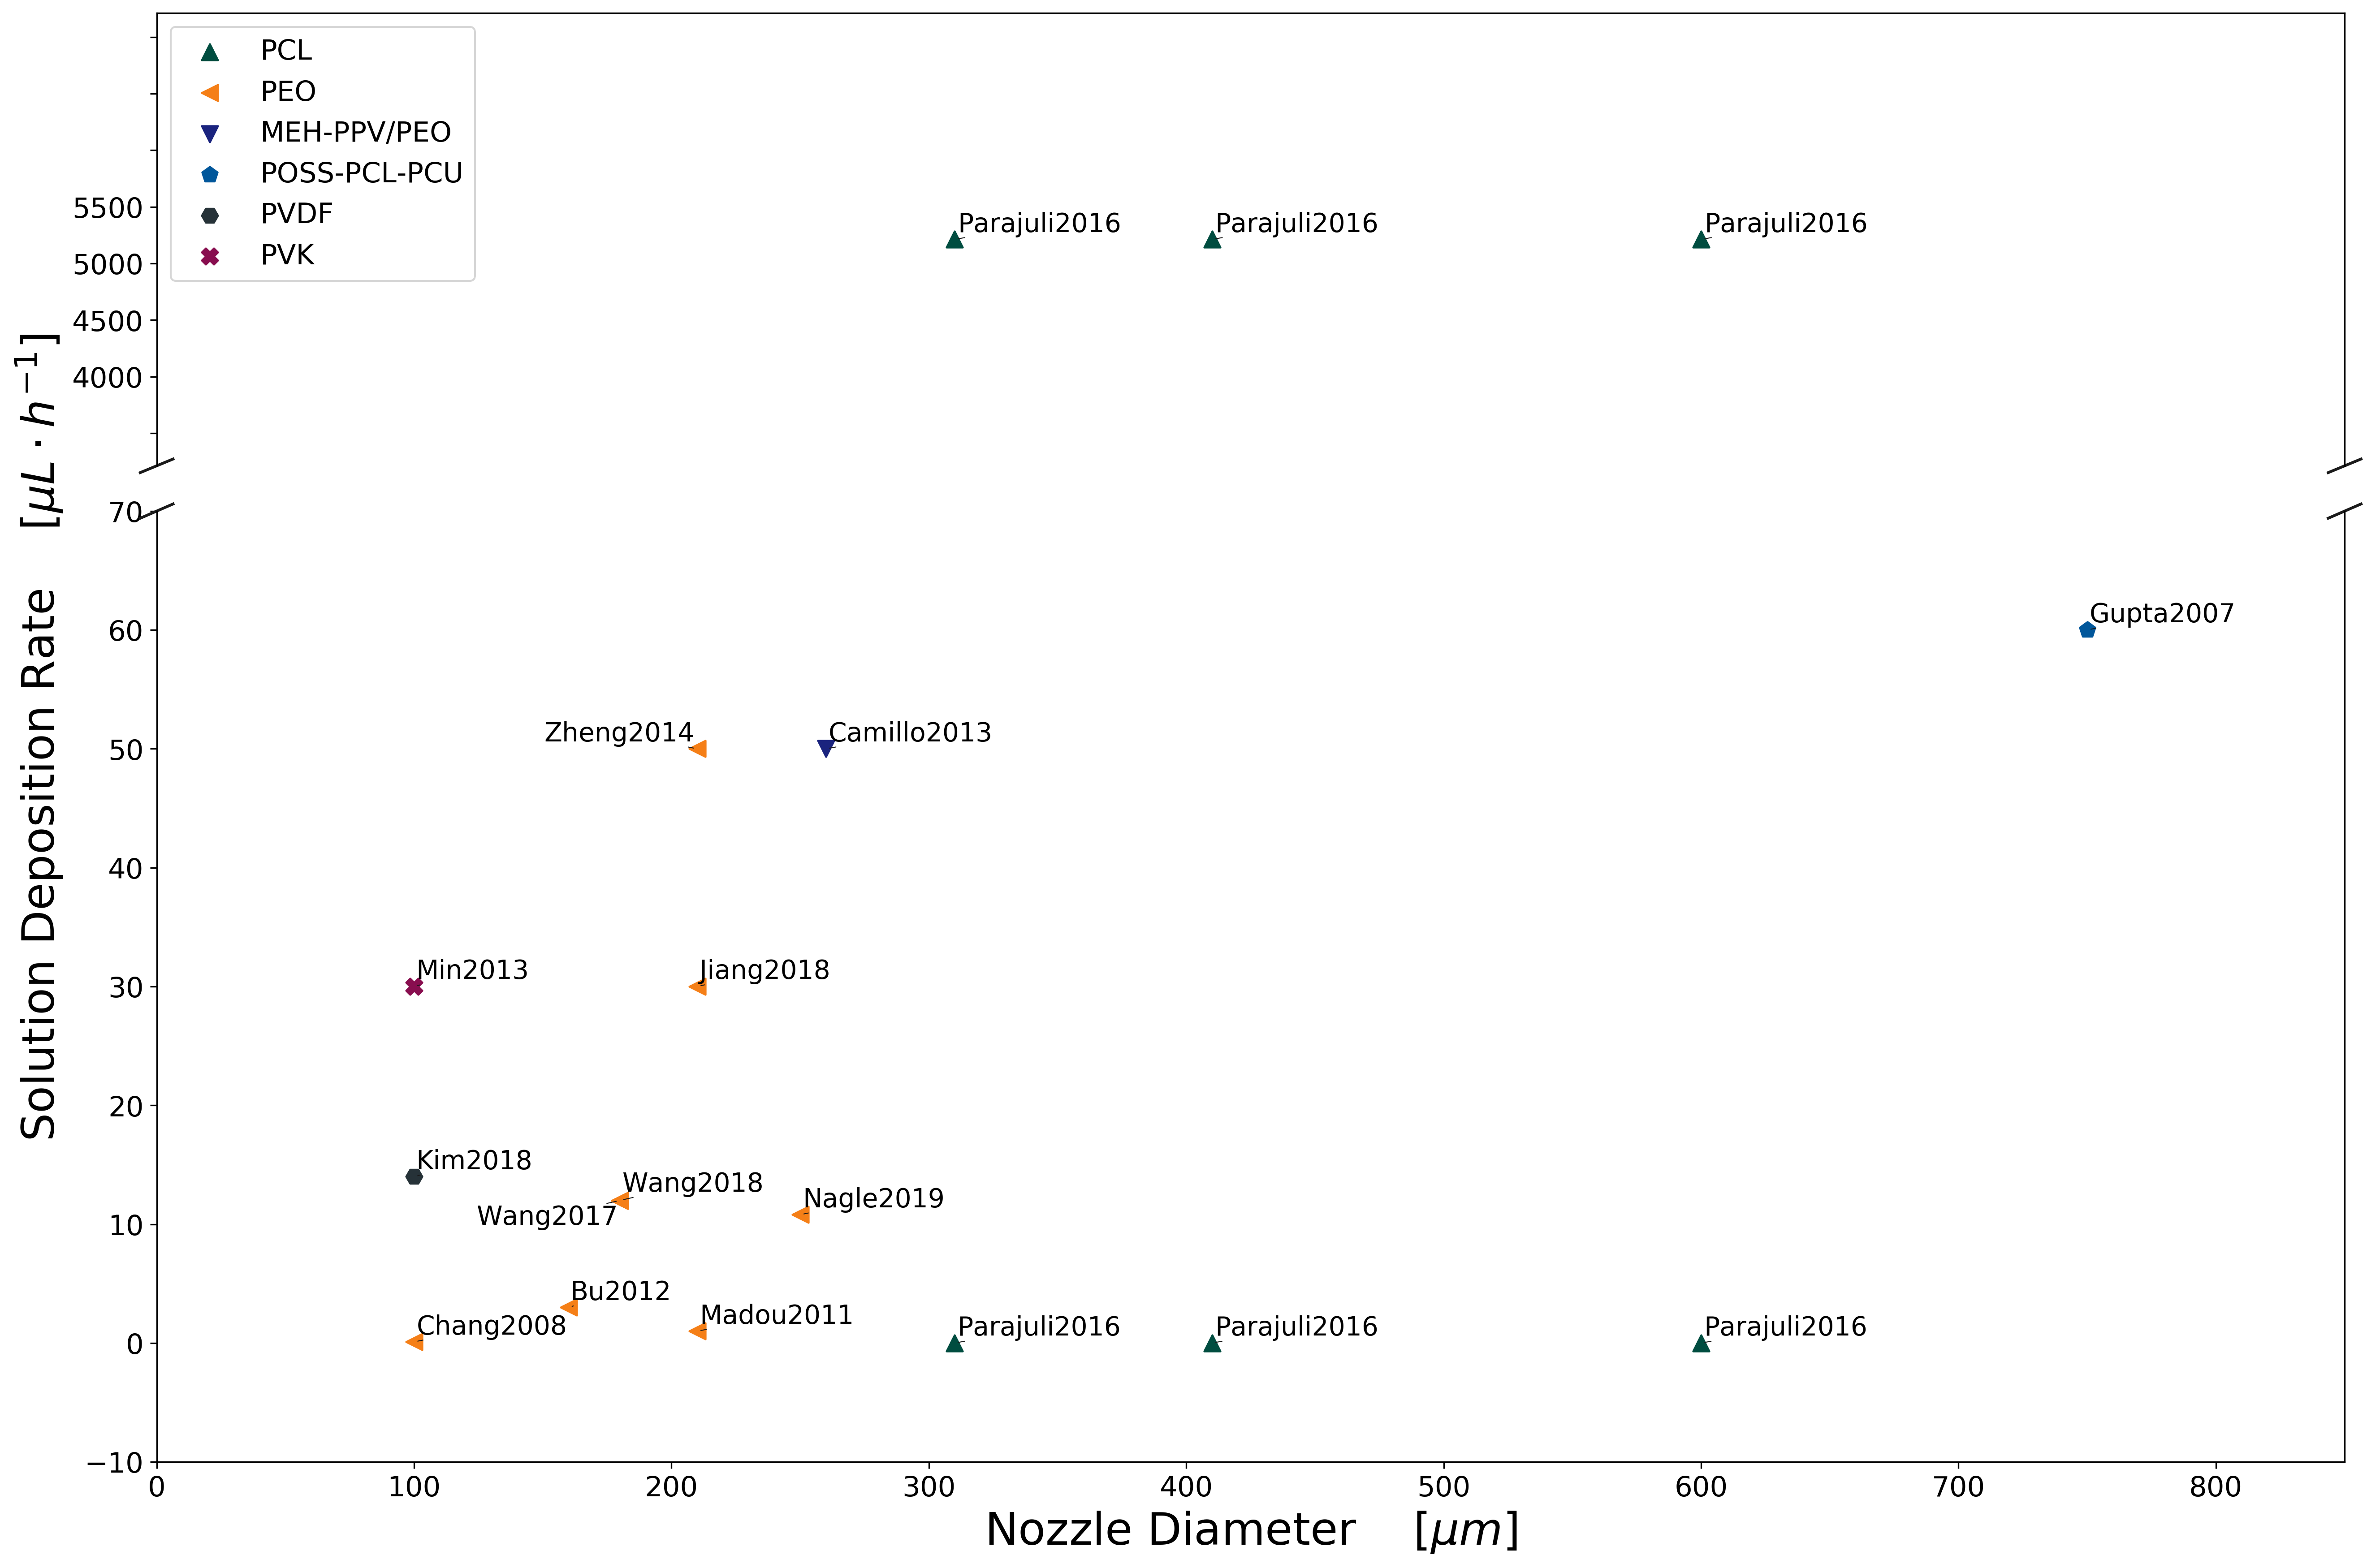 PCL
PEO
MEH-PPV/PEO
POSS-PCL-PCU
PVDF
PVK
5500
5000
4500
4000
Parajuli2016 Parajuli2016 Parajuli2016
70
60
50
40
30
20
10
0
−10
Gupta2007
Zheng2014 Camillo2013
Min2013 Jiang2018
Kim2018
Wang2018
Wang2017
Nagle2019
Bu2012
Chang2008
Madou2011
Parajuli2016 Parajuli2016 Parajuli2016
0 100 200 300 400 500 600 700 800
Nozzle Diameter [μm]
Solution Deposition Rate [μL · h⁻¹]